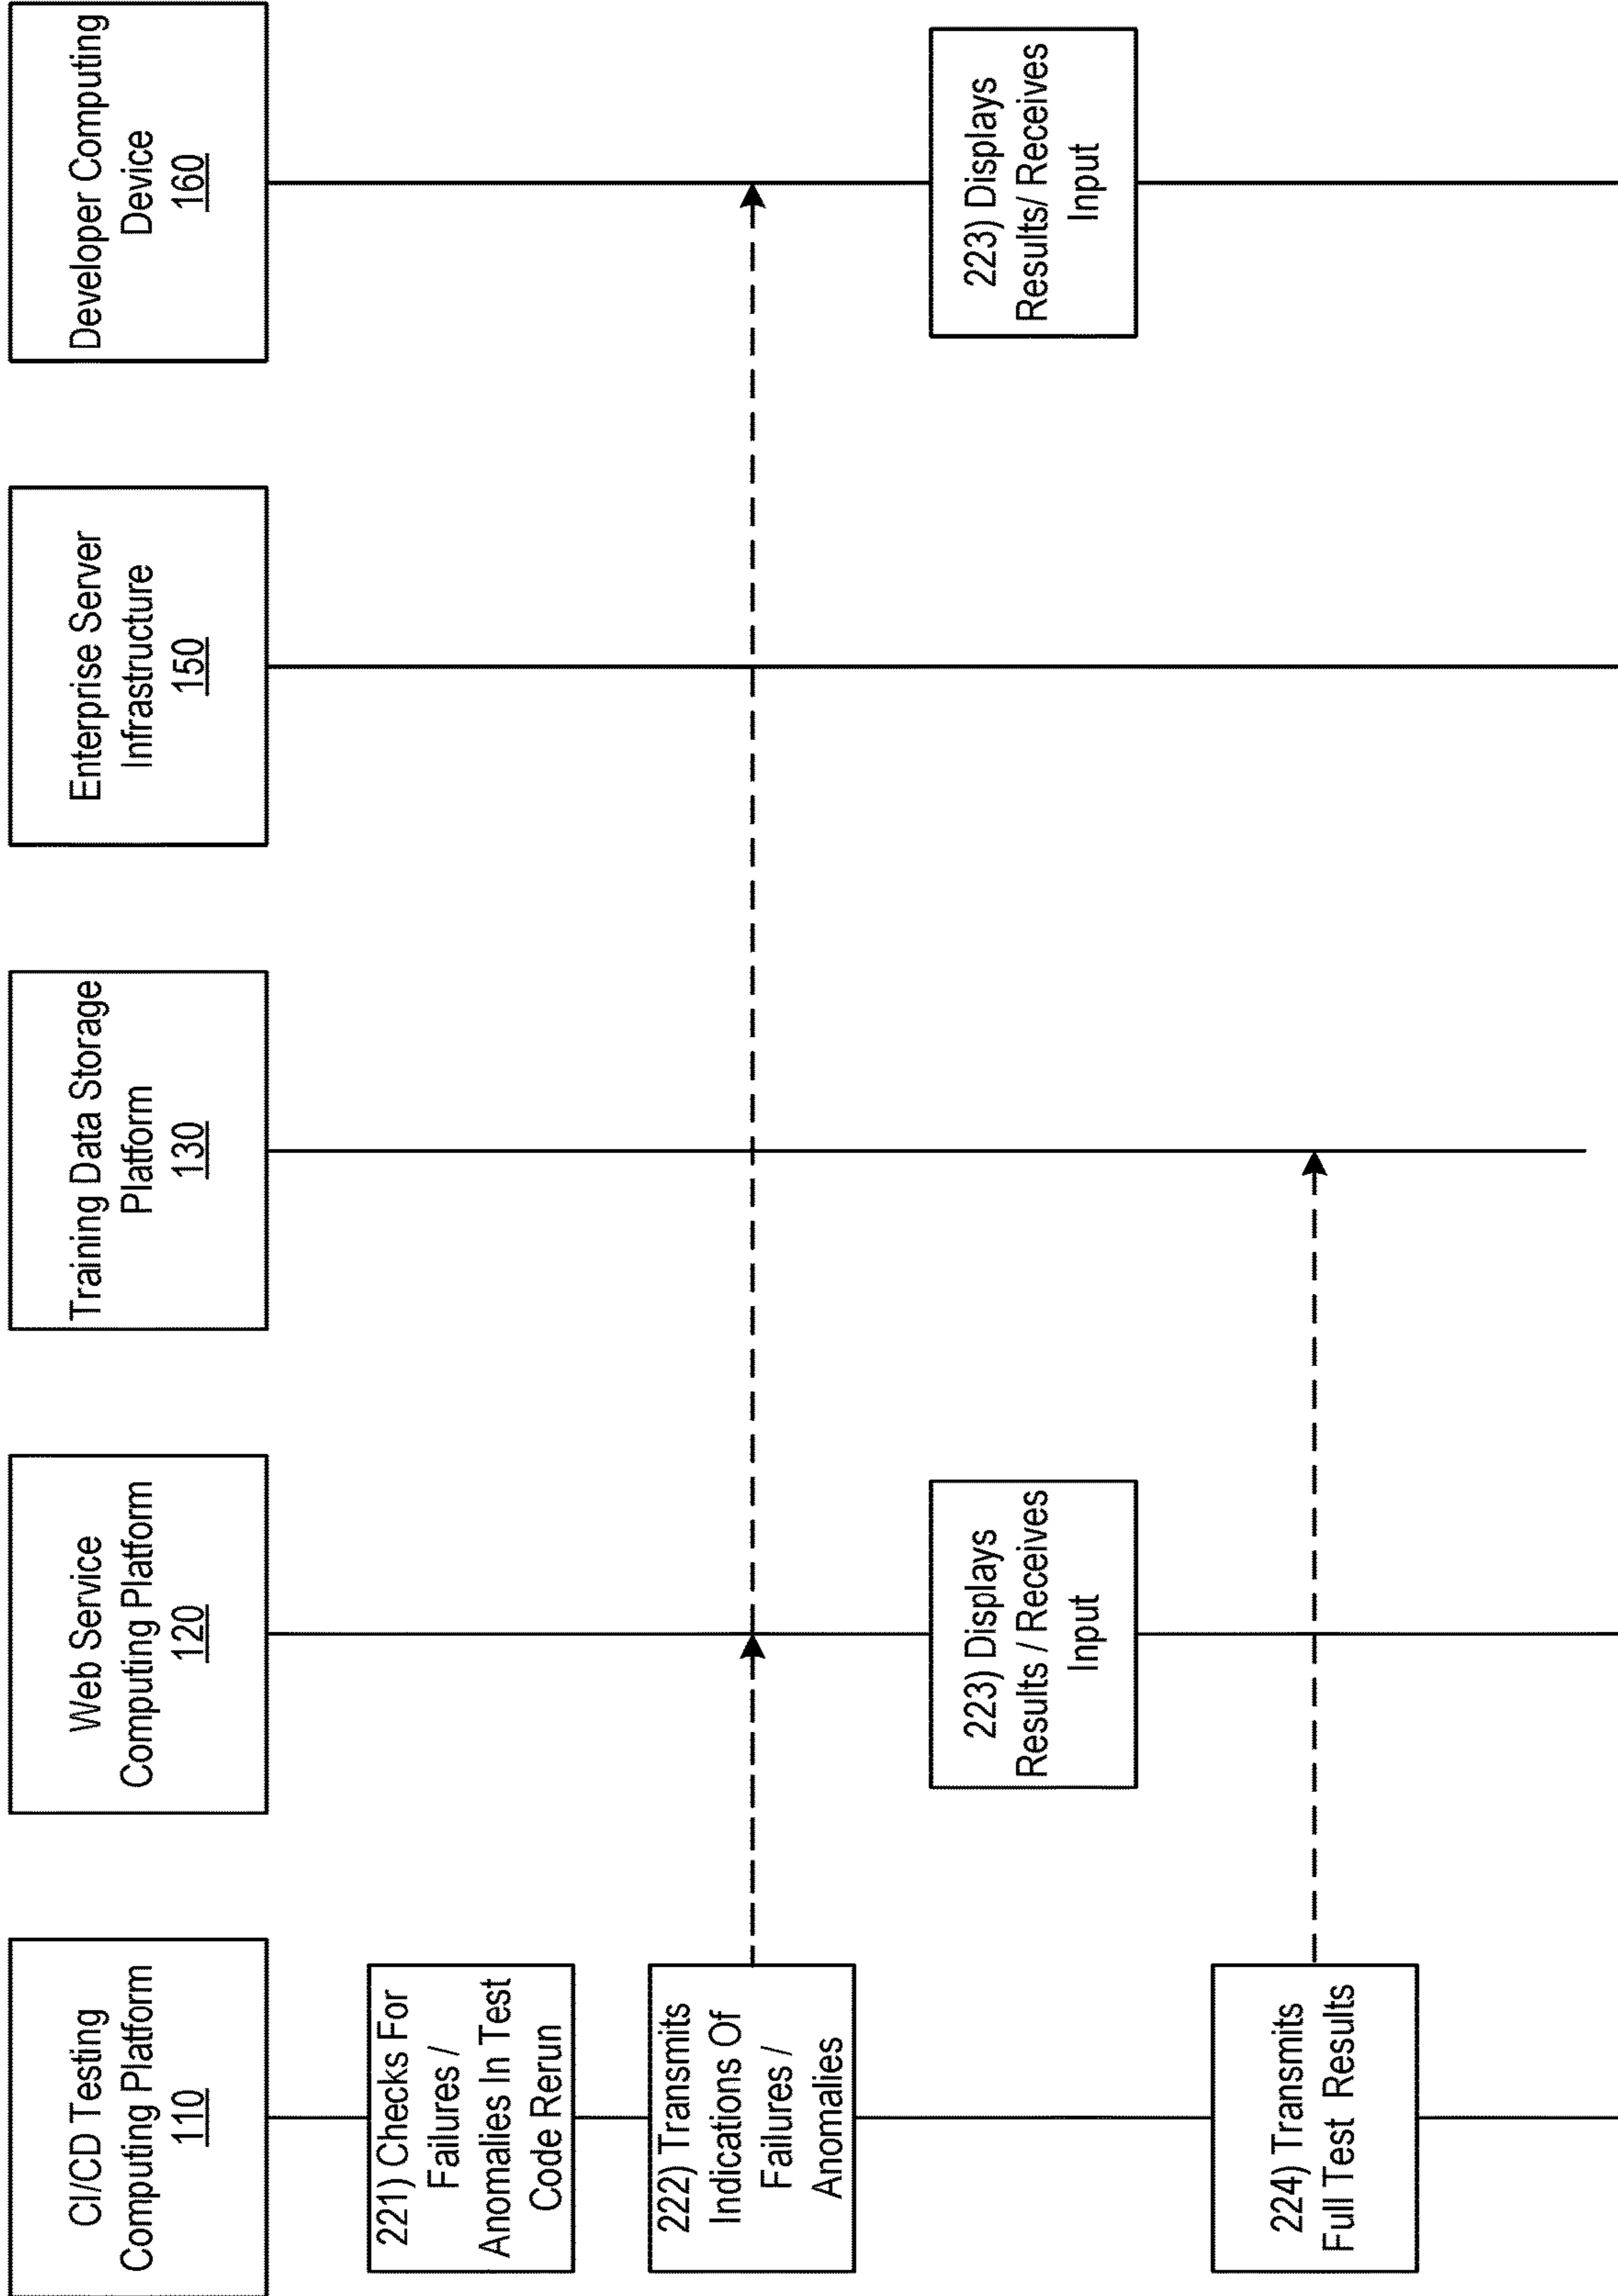 CI/CD Testing
Computing Platform
110
Web Service
Computing Platform
120
Training Data Storage
Platform
130
Enterprise Server
Infrastructure
150
Developer Computing
Device
160
221) Checks For
Failures /
Anomalies In Test
Code Rerun
222) Transmits
Indications Of
Failures /
Anomalies
223) Displays
Results / Receives
Input
223) Displays
Results/ Receives
Input
224) Transmits
Full Test Results